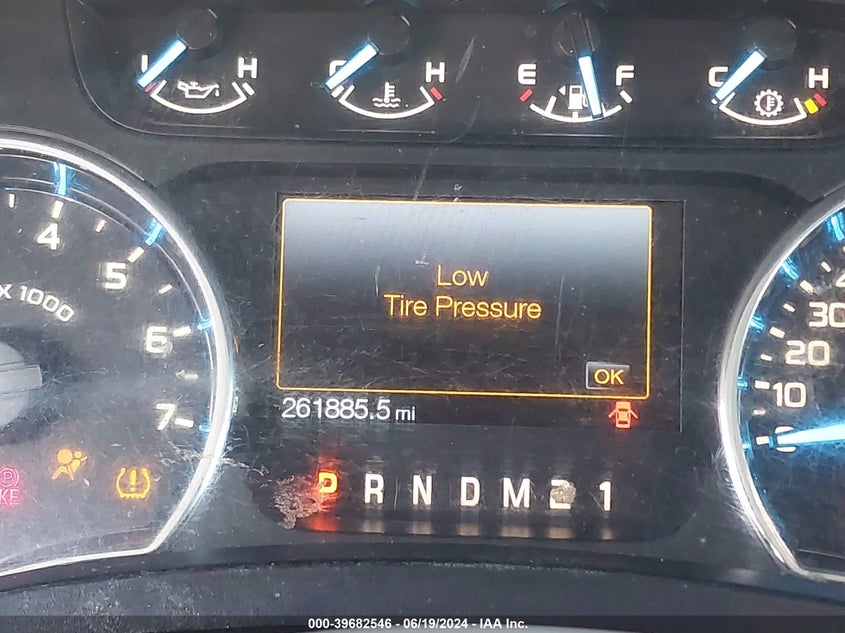 H
H
E F
C H
4
5
6
7
x 1000
Low
Tire Pressure
OK
261885.5 mi
P R N D M 2 1
30
20
10
000-39682546 - 06/19/2024 - IAA Inc.